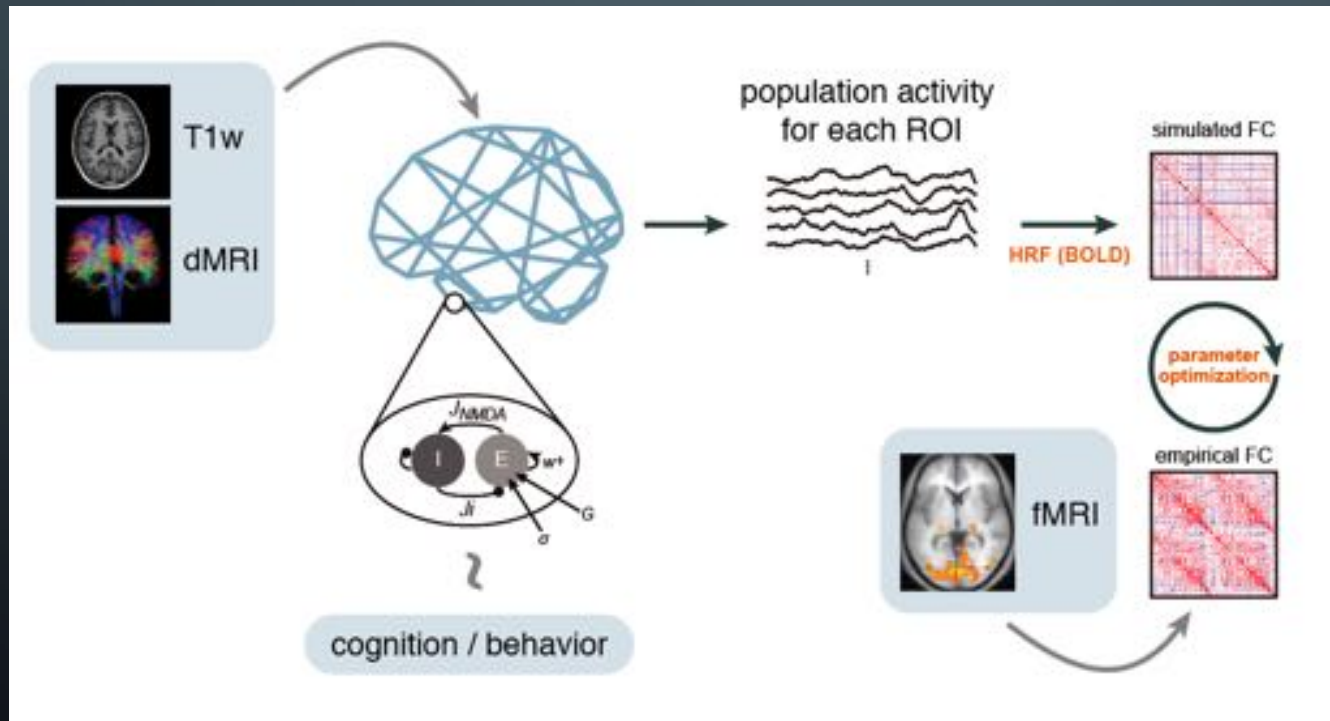 T1w
dMRI
population activity
for each ROI
HRF (BOLD)
simulated FC
parameter
optimization
empirical FC
fMRI
J NMDA
I
E
w+
Ji
G
σ
cognition / behavior